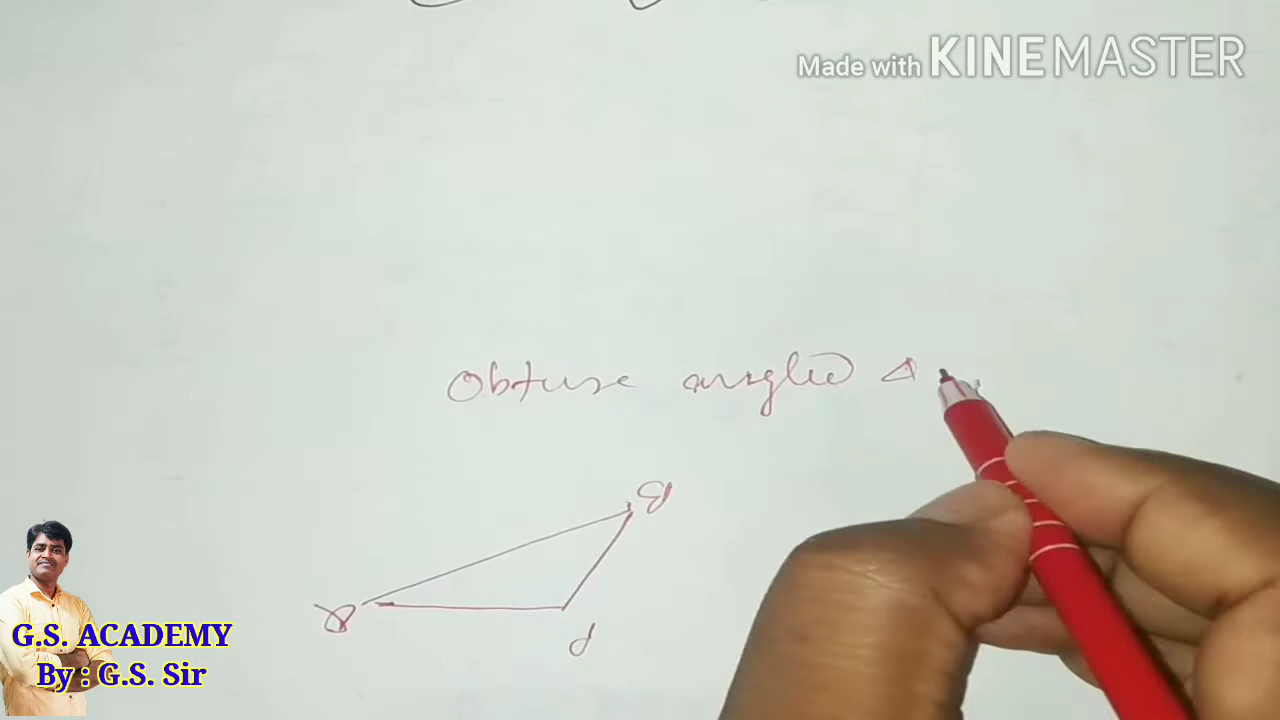 Made with KINEMASTER
Obtuse angled Δ
G.S. ACADEMY
By : G.S. Sir